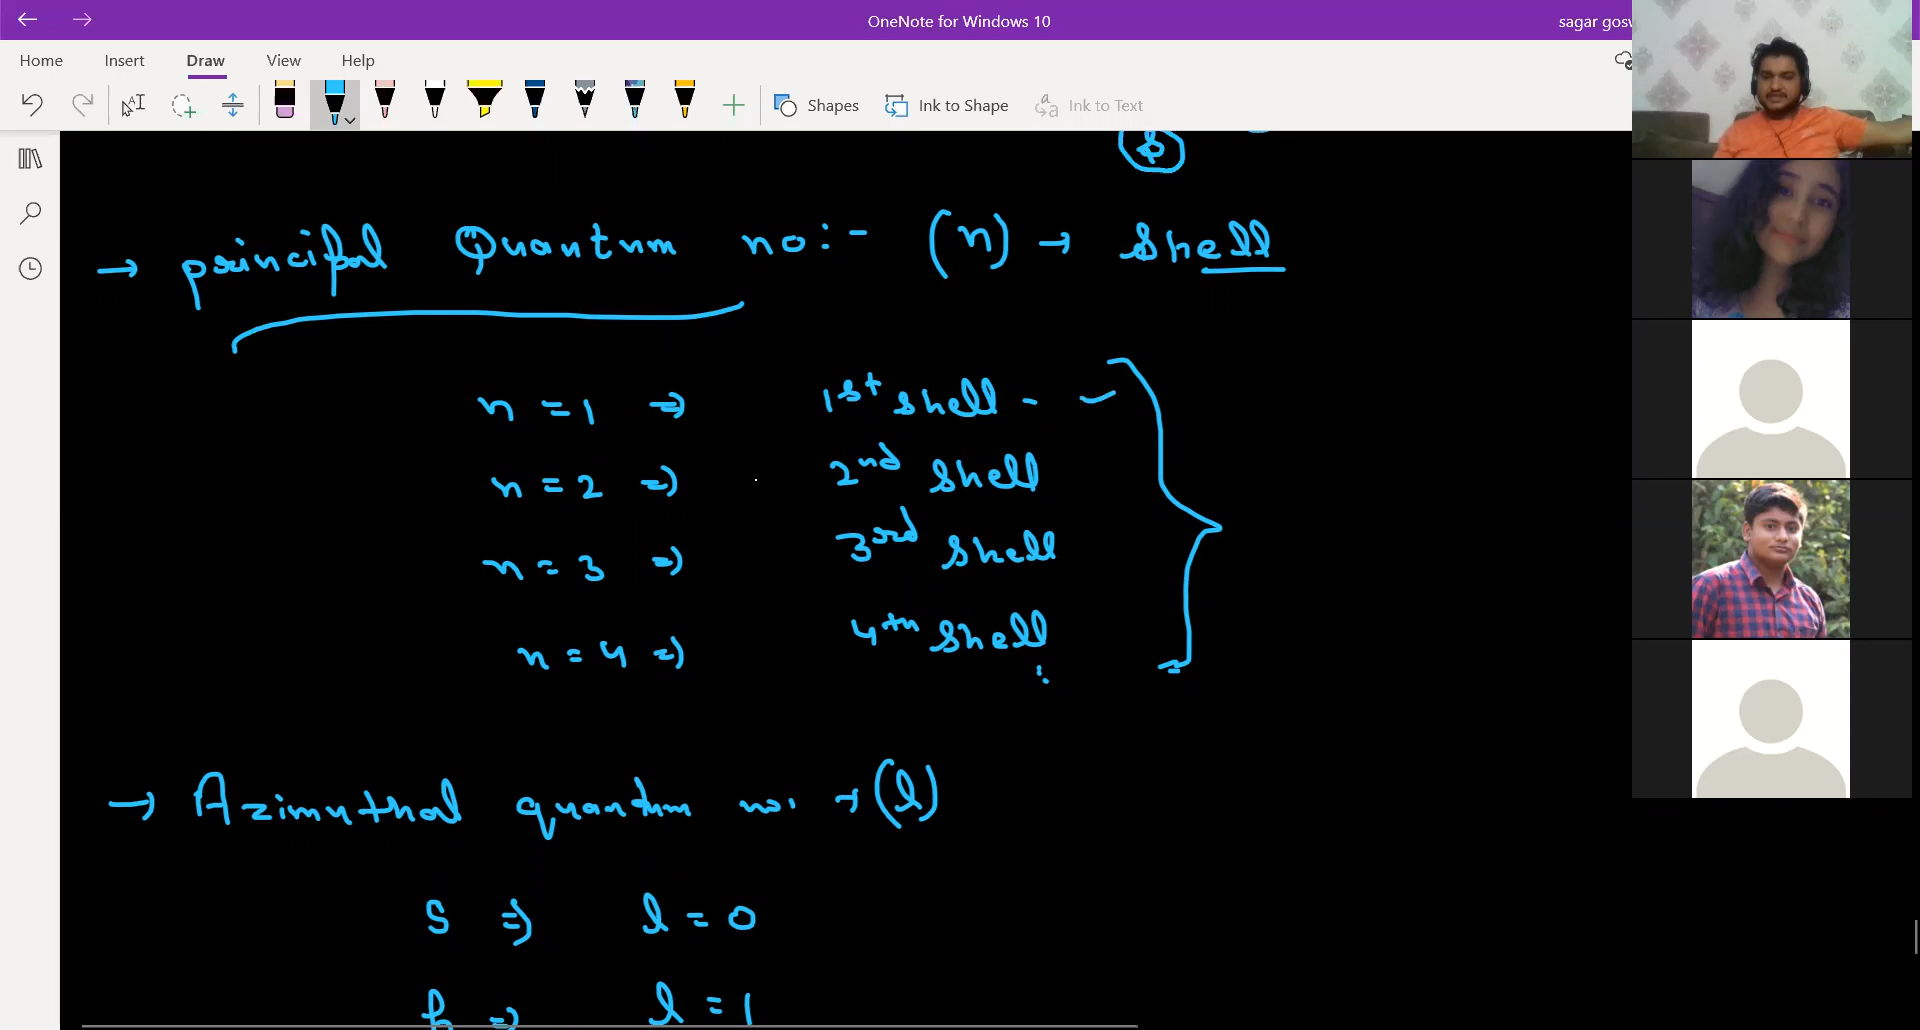 OneNote for Windows 10
sagar gosw
Home Insert Draw View Help
Shapes Ink to Shape Ink to Text
→ principal Quantum no:- (n) → shell
n = 1 ⇒ 1st shell -
n = 2 ⇒ 2nd shell
n = 3 ⇒ 3rd shell
n = 4 ⇒ 4th shell
→ Azimuthal quantum no. → (l)
s ⇒ l = 0
p ⇒ l = 1